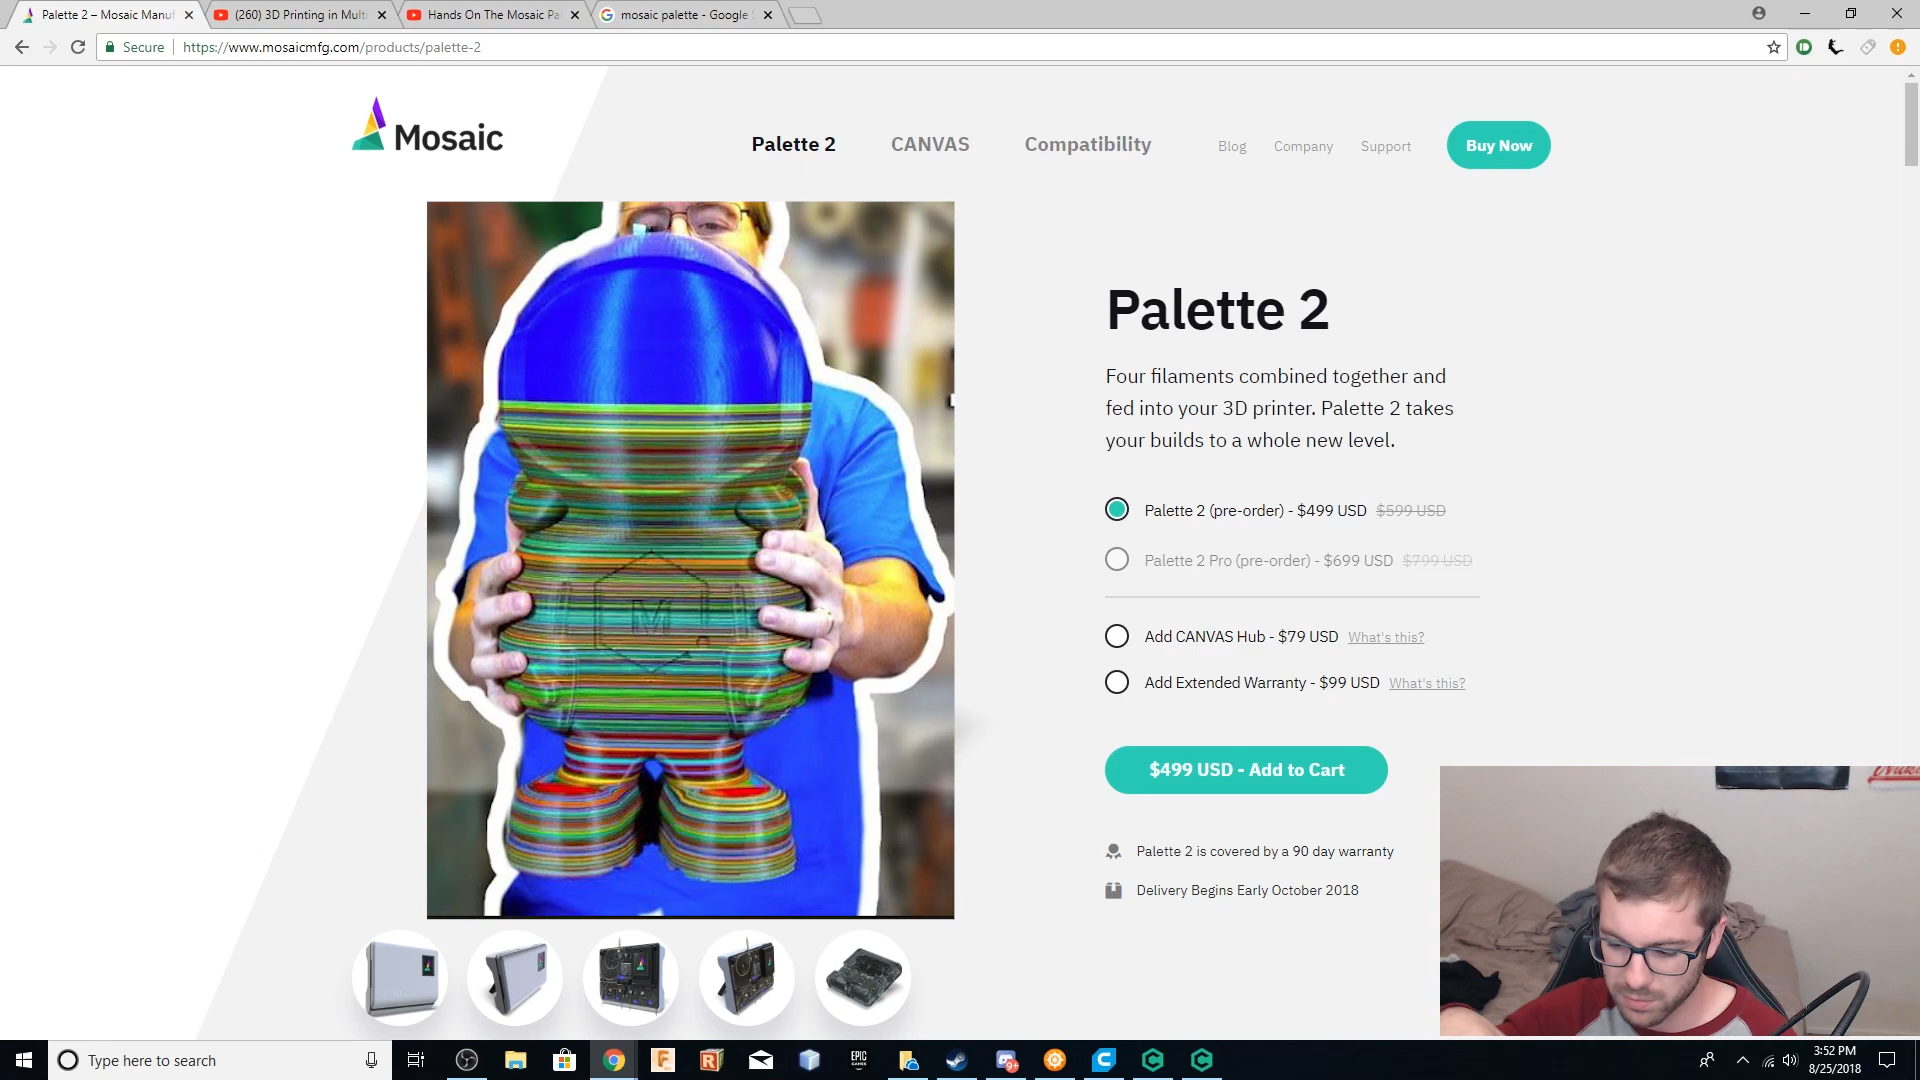 Palette 2 – Mosaic Manuf
(260) 3D Printing in Mult
Hands On The Mosaic Pa
mosaic palette - Google
Secure
https://www.mosaicmfg.com/products/palette-2
Mosaic
Palette 2
CANVAS
Compatibility
Blog
Company
Support
Buy Now
M!
Palette 2
Four filaments combined together and
fed into your 3D printer. Palette 2 takes
your builds to a whole new level.
Palette 2 (pre-order) - $499 USD $599 USD
Palette 2 Pro (pre-order) - $699 USD $799 USD
Add CANVAS Hub - $79 USD What's this?
Add Extended Warranty - $99 USD What's this?
$499 USD - Add to Cart
Palette 2 is covered by a 90 day warranty
Delivery Begins Early October 2018
Type here to search
EPIC
GAMES
9+
3:52 PM
8/25/2018